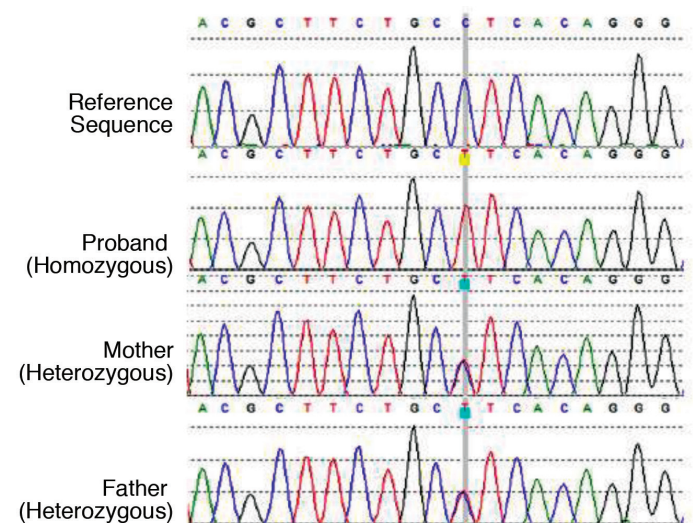 A C G C T T C T G C C T C A C A G G G
Reference
Sequence
A C G C T T C T G C T T C A C A G G G
Proband
(Homozygous)
A C G C T T C T G C T T C A C A G G G
Mother
(Heterozygous)
A C G C T T C T G C T T C A C A G G G
Father
(Heterozygous)